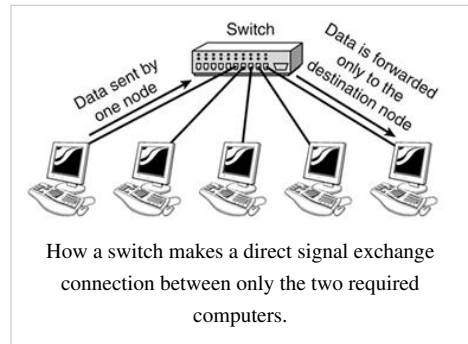 Switch
Data sent by
one node
Data is forwarded
only to the
destination node
How a switch makes a direct signal exchange
connection between only the two required
computers.